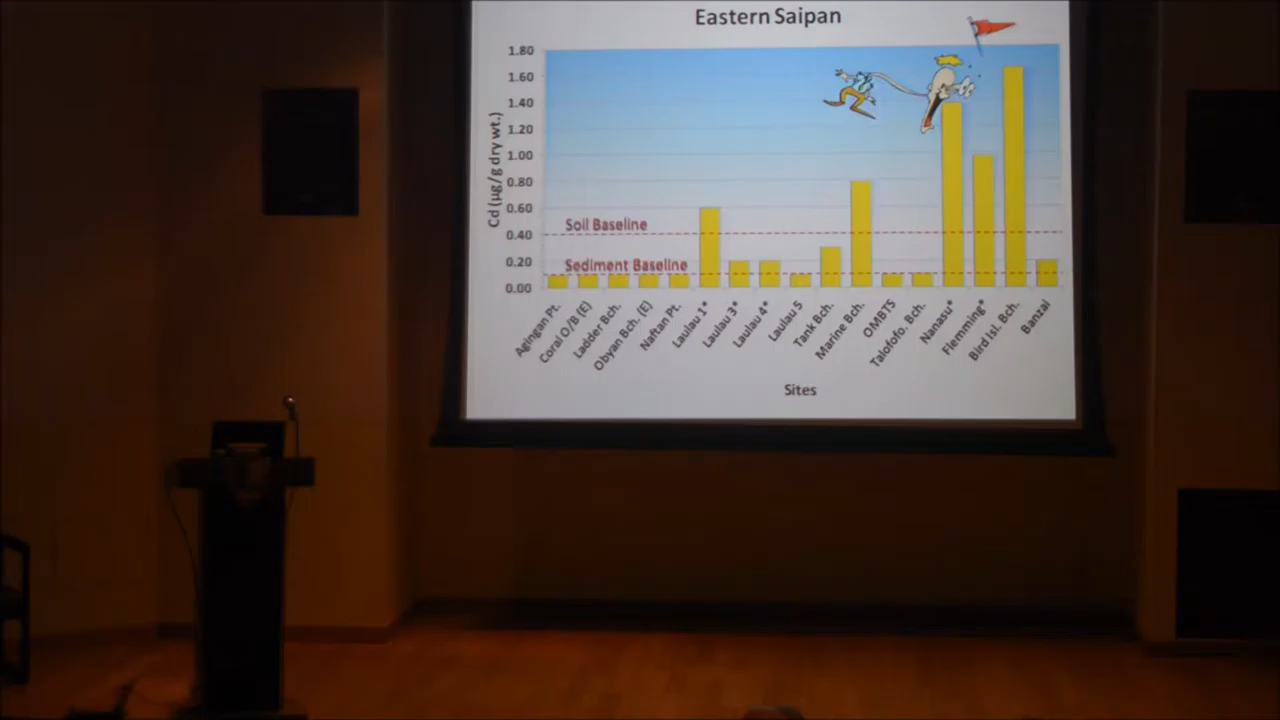 Eastern Saipan
1.80
1.60
1.40
1.20
1.00
0.80
0.60
0.40
0.20
0.00
Cd (µg/g dry wt.)
Soil Baseline
Sediment Baseline
Agingan Pt.
Coral O/B (E)
Ladder Bch.
Obyan Bch. (E)
Naftan Pt.
Laulau 1*
Laulau 3*
Laulau 4*
Laulau 5
Tank Bch.
Marine Bch.
OMBTS
Talofofo. Bch.
Nanasu*
Flemming*
Bird Isl. Bch.
Banzai
Sites